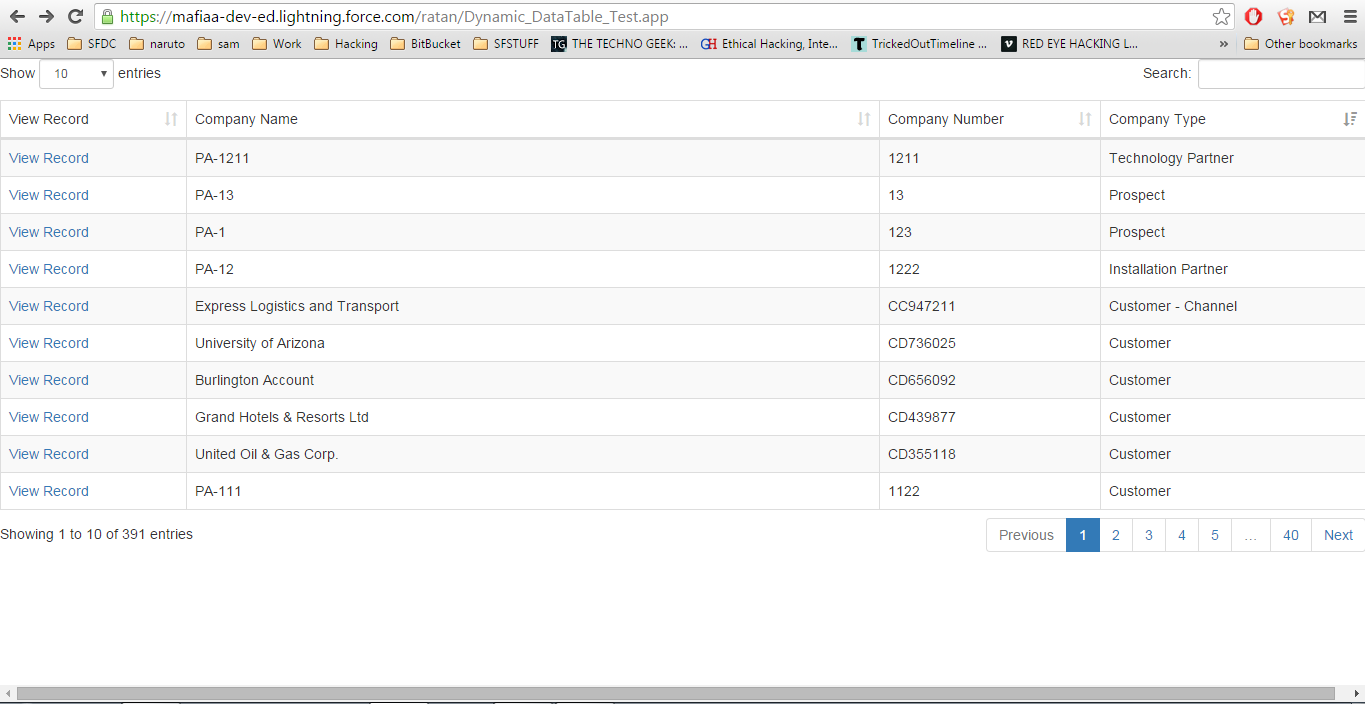 https://mafiaa-dev-ed.lightning.force.com/ratan/Dynamic_DataTable_Test.app
Apps SFDC naruto sam Work Hacking BitBucket SFSTUFF TG THE TECHNO GEEK: ... GH Ethical Hacking, Inte... T TrickedOutTimeline ... V RED EYE HACKING L... » Other bookmarks
Show 10 entries Search:
View Record Company Name Company Number Company Type
View Record PA-1211 1211 Technology Partner
View Record PA-13 13 Prospect
View Record PA-1 123 Prospect
View Record PA-12 1222 Installation Partner
View Record Express Logistics and Transport CC947211 Customer - Channel
View Record University of Arizona CD736025 Customer
View Record Burlington Account CD656092 Customer
View Record Grand Hotels & Resorts Ltd CD439877 Customer
View Record United Oil & Gas Corp. CD355118 Customer
View Record PA-111 1122 Customer
Showing 1 to 10 of 391 entries Previous 1 2 3 4 5 ... 40 Next